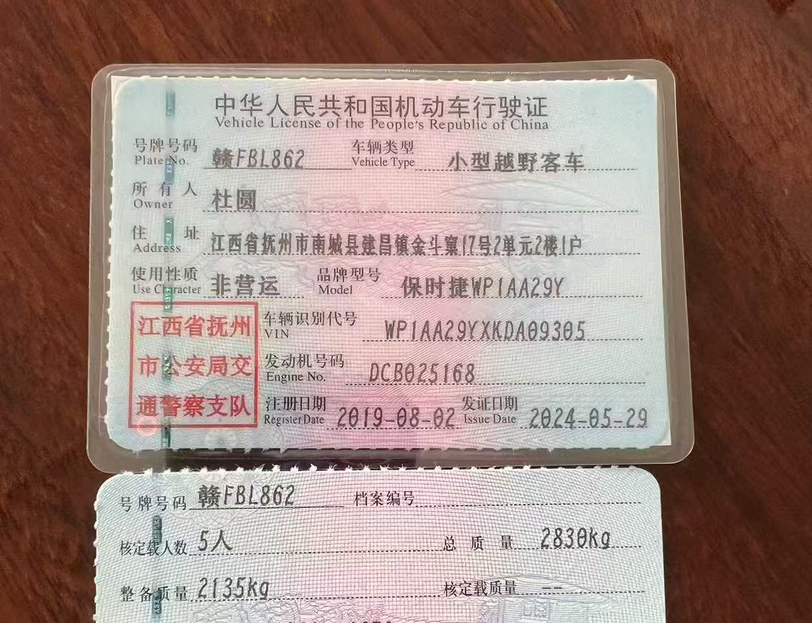 中华人民共和国机动车行驶证
Vehicle License of the People's Republic of China
号牌号码 赣FBL862 车辆类型 小型越野客车
Plate No. Vehicle Type
所有人 杜圆
Owner
住址 江西省抚州市南城县建昌镇金斗窠17号2单元2楼1户
Address
使用性质 非营运 品牌型号 保时捷WP1AA29Y
Use Character Model
江西省抚州 车辆识别代号 WP1AA29YXKDA09305
VIN
市公安局交 发动机号码 DCB025168
Engine No.
通警察支队 注册日期 2019-08-02 发证日期 2024-05-29
Register Date Issue Date
号牌号码 赣FBL862 档案编号
核定载人数 5人 总质量 2830kg
整备质量 2135kg 核定载质量 --